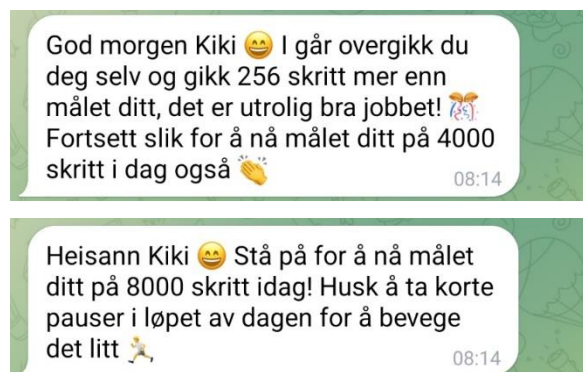 God morgen Kiki 😄 I går overgikk du
deg selv og gikk 256 skritt mer enn
målet ditt, det er utrolig bra jobbet! 🎊
Fortsett slik for å nå målet ditt på 4000
skritt i dag også 👏
08:14
Heisann Kiki 😄 Stå på for å nå målet
ditt på 8000 skritt idag! Husk å ta korte
pauser i løpet av dagen for å bevege
det litt 🏃
08:14